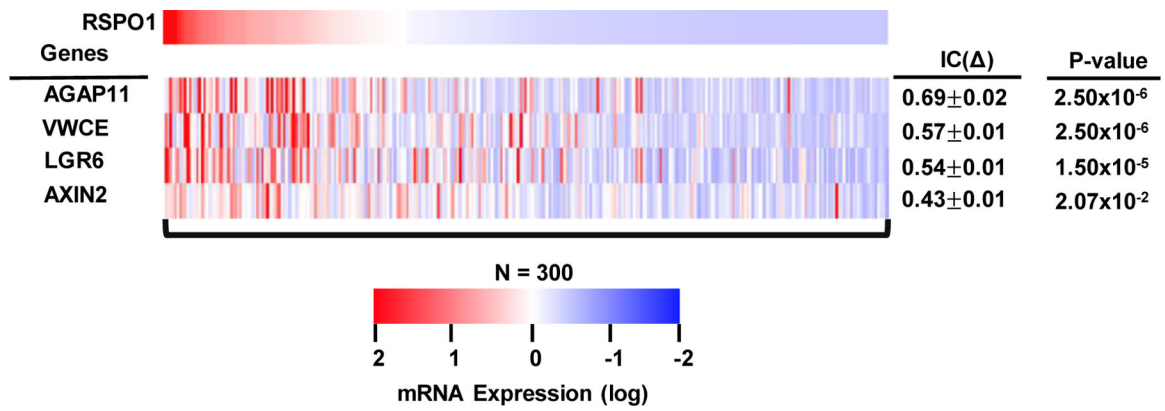 RSPO1
Genes IC(Δ) P-value
AGAP11 0.69±0.02 2.50x10⁻⁶
VWCE 0.57±0.01 2.50x10⁻⁶
LGR6 0.54±0.01 1.50x10⁻⁵
AXIN2 0.43±0.01 2.07x10⁻²
N = 300
2 1 0 -1 -2
mRNA Expression (log)